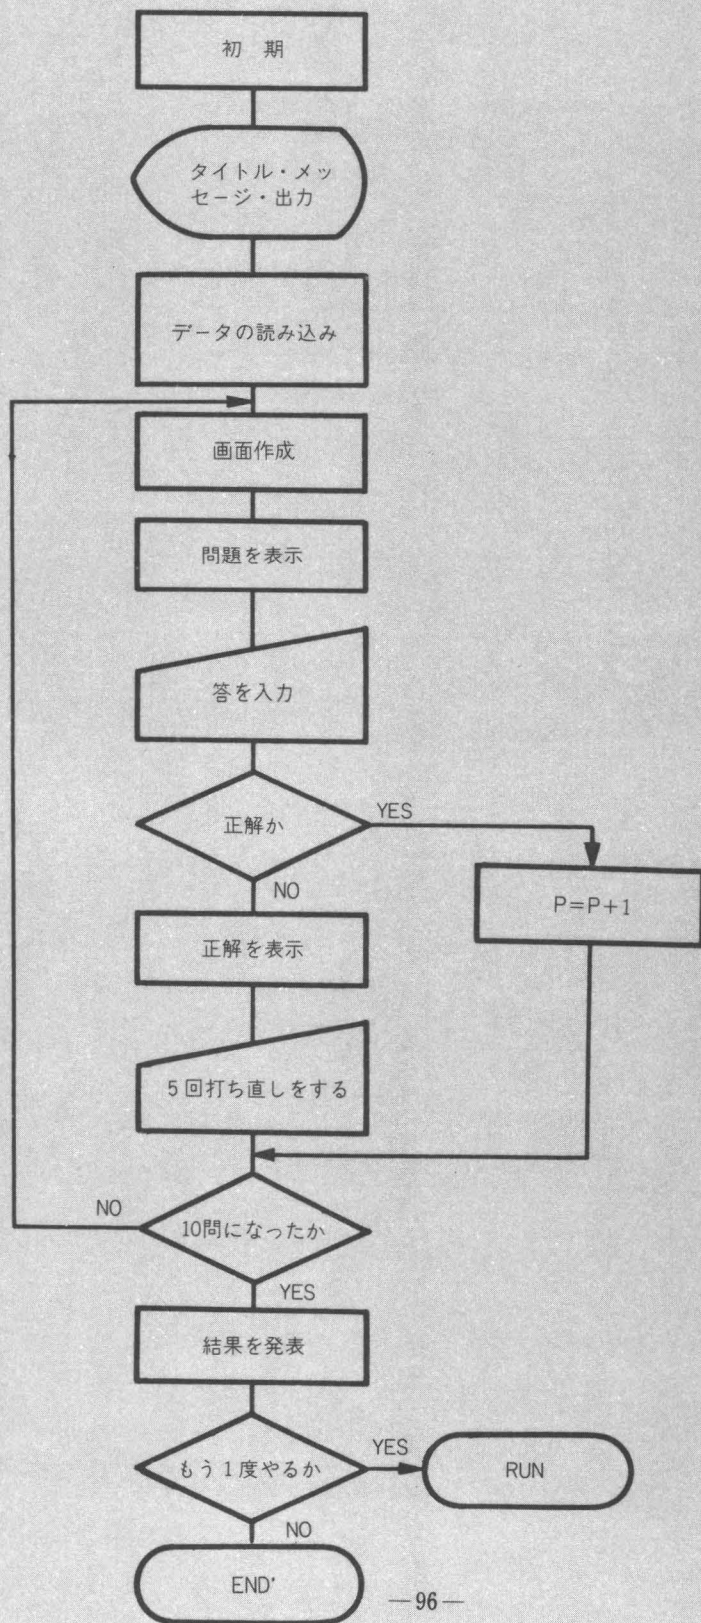 初 期
タイトル・メッ
セージ・出力
データの読み込み
画面作成
問題を表示
答を入力
正解か
YES
P=P+1
NO
正解を表示
5回打ち直しをする
NO
10問になったか
YES
結果を発表
もう1度やるか
YES
RUN
NO
END
—96—